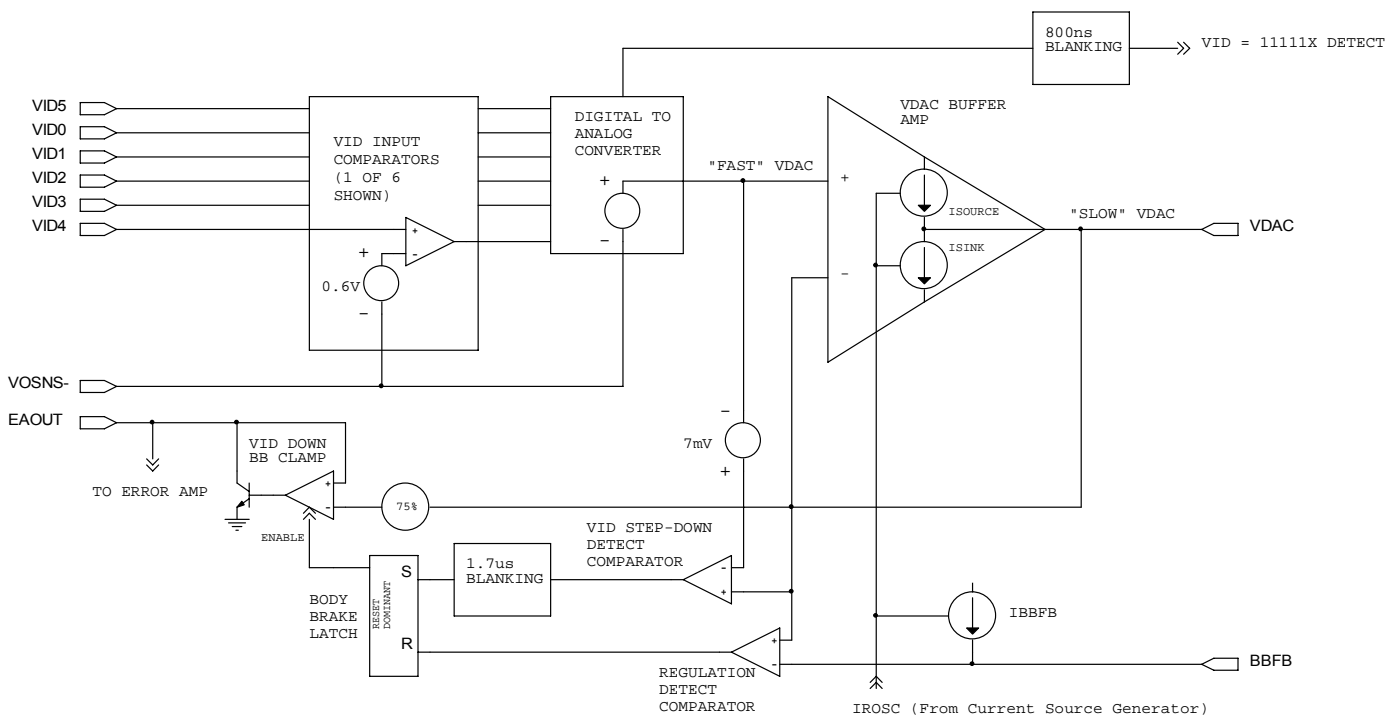 800ns
BLANKING
VID = 11111X DETECT
VID5
VID0
VID1
VID2
VID3
VID4
VID INPUT
COMPARATORS
(1 OF 6
SHOWN)
+
-
+
0.6V
-
DIGITAL TO
ANALOG
CONVERTER
+
-
"FAST" VDAC
VDAC BUFFER
AMP
+
-
ISOURCE
ISINK
"SLOW" VDAC
VDAC
VOSNS-
EAOUT
TO ERROR AMP
VID DOWN
BB CLAMP
+
-
ENABLE
75%
-
7mV
+
VID STEP-DOWN
DETECT
COMPARATOR
-
+
1.7us
BLANKING
BODY
BRAKE
LATCH
RESET
DOMINANT
S
R
REGULATION
DETECT
COMPARATOR
+
-
IBBFB
BBFB
IROSC (From Current Source Generator)